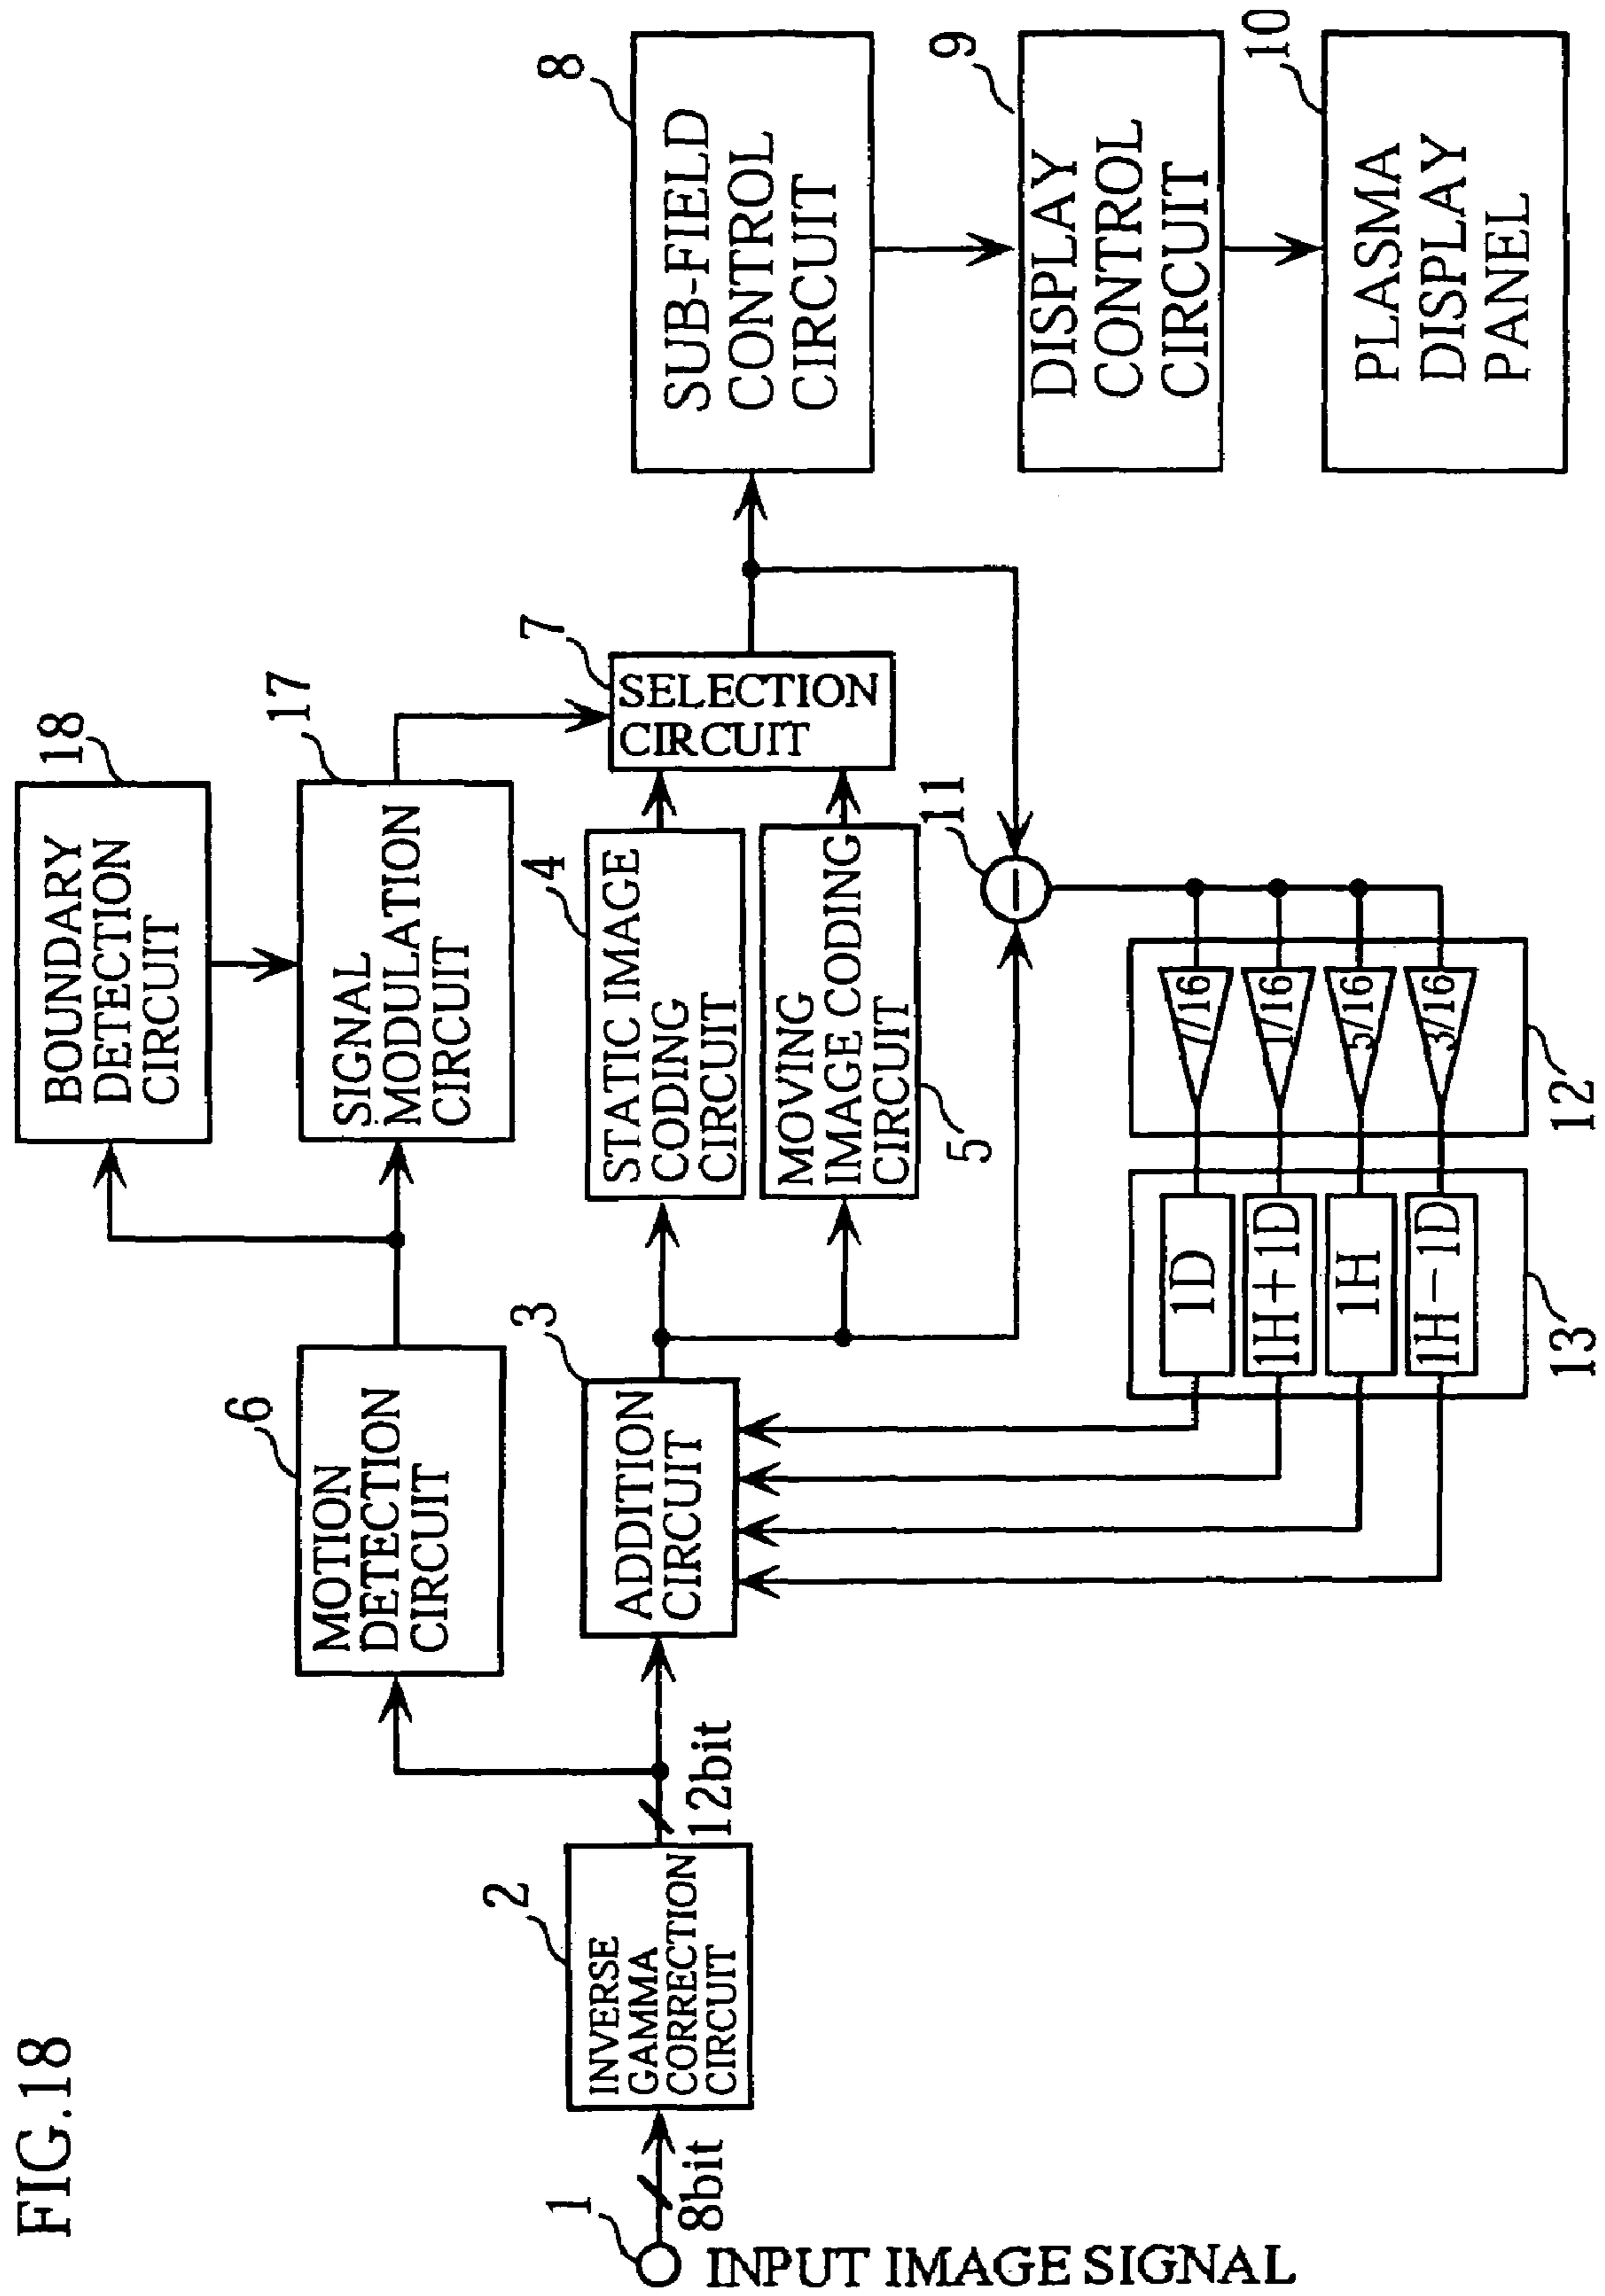 FIG.18
1
INPUT IMAGE SIGNAL
8bit
2
INVERSE
GAMMA
CORRECTION
CIRCUIT
12bit
6
MOTION
DETECTION
CIRCUIT
3
ADDITION
CIRCUIT
18
BOUNDARY
DETECTION
CIRCUIT
17
SIGNAL
MODULATION
CIRCUIT
4
STATIC IMAGE
CODING
CIRCUIT
5
MOVING
IMAGE CODING
CIRCUIT
7
SELECTION
CIRCUIT
11
8
SUB-FIELD
CONTROL
CIRCUIT
9
DISPLAY
CONTROL
CIRCUIT
10
PLASMA
DISPLAY
PANEL
1D
7/16
1H+1D
1/16
1H
5/16
1H-1D
3/16
13
12